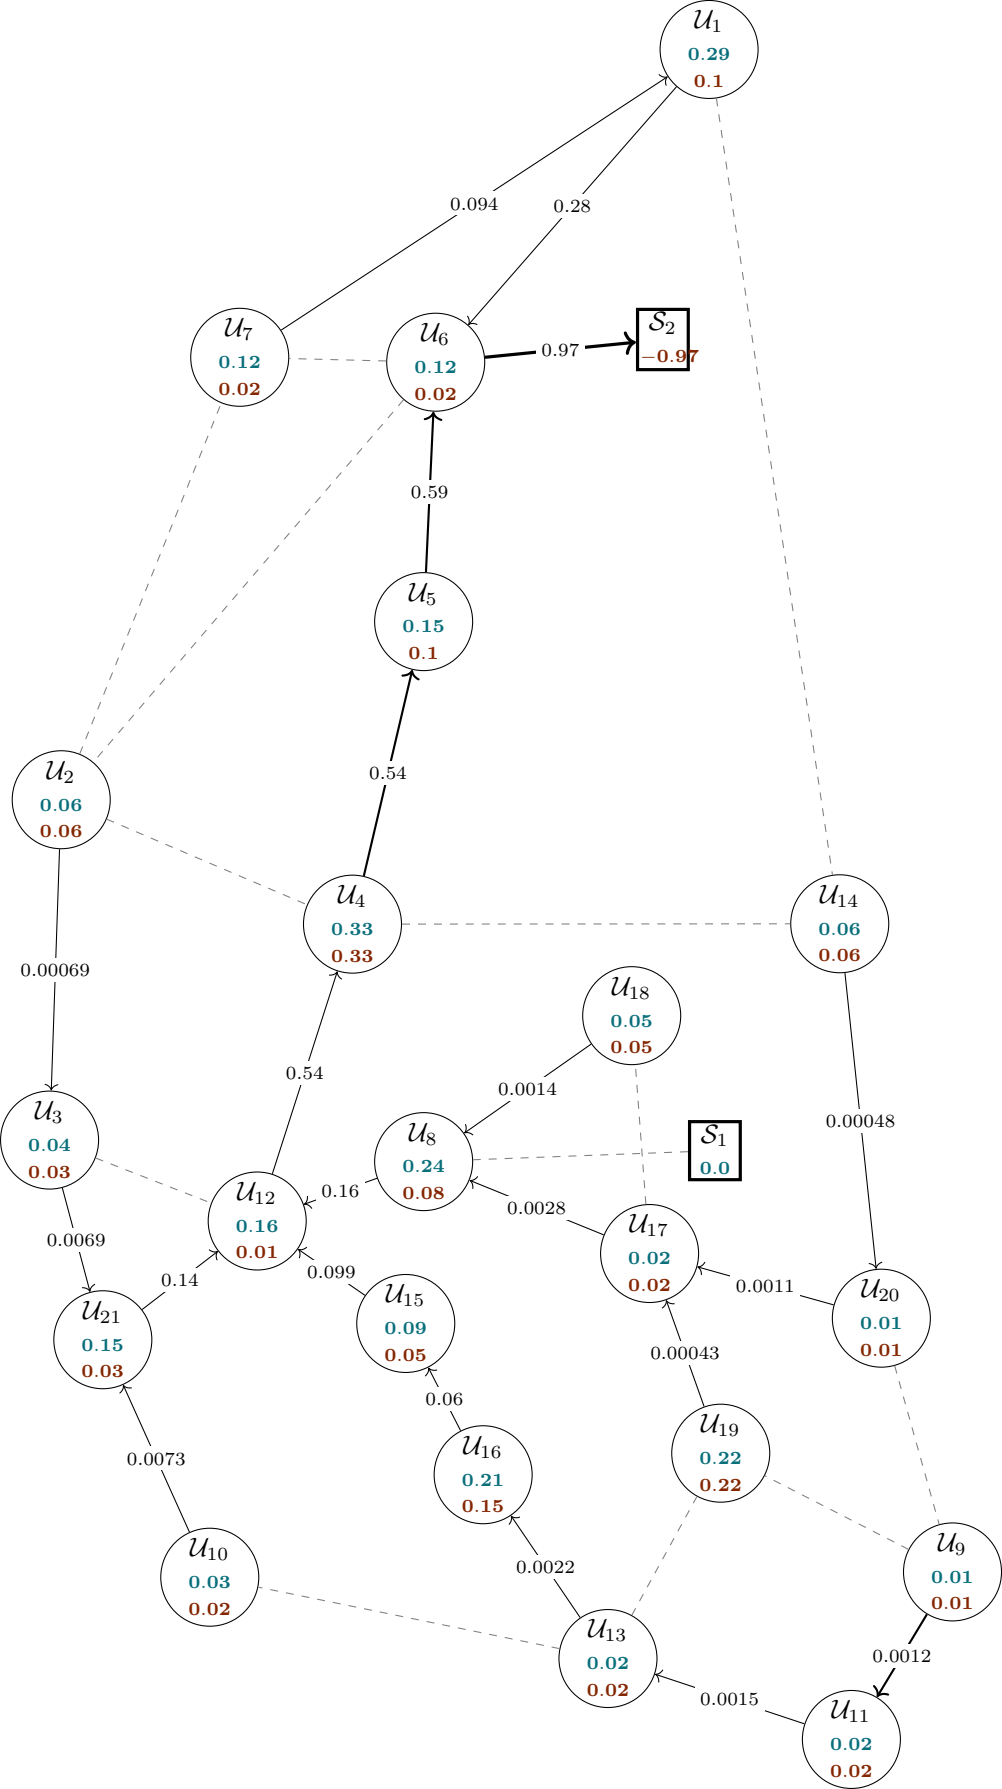 𝒰₁
0.29
0.1
0.094
0.28
𝒰₇
0.12
0.02
𝒰₆
0.12
0.02
0.97
𝒮₂
−0.97
0.59
𝒰₅
0.15
0.1
0.54
𝒰₂
0.06
0.06
𝒰₄
0.33
0.33
𝒰₁₄
0.06
0.06
0.00069
𝒰₁₈
0.05
0.05
0.54
0.0014
0.00048
𝒰₃
0.04
0.03
𝒰₈
0.24
0.08
𝒮₁
0.0
𝒰₁₂
0.16
0.01
0.16
0.0028
𝒰₁₇
0.02
0.02
0.0069
0.14
0.099
0.0011
𝒰₂₁
0.15
0.03
𝒰₁₅
0.09
0.05
𝒰₂₀
0.01
0.01
0.00043
0.06
𝒰₁₉
0.22
0.22
0.0073
𝒰₁₆
0.21
0.15
𝒰₁₀
0.03
0.02
0.0022
𝒰₉
0.01
0.01
𝒰₁₃
0.02
0.02
0.0012
0.0015
𝒰₁₁
0.02
0.02